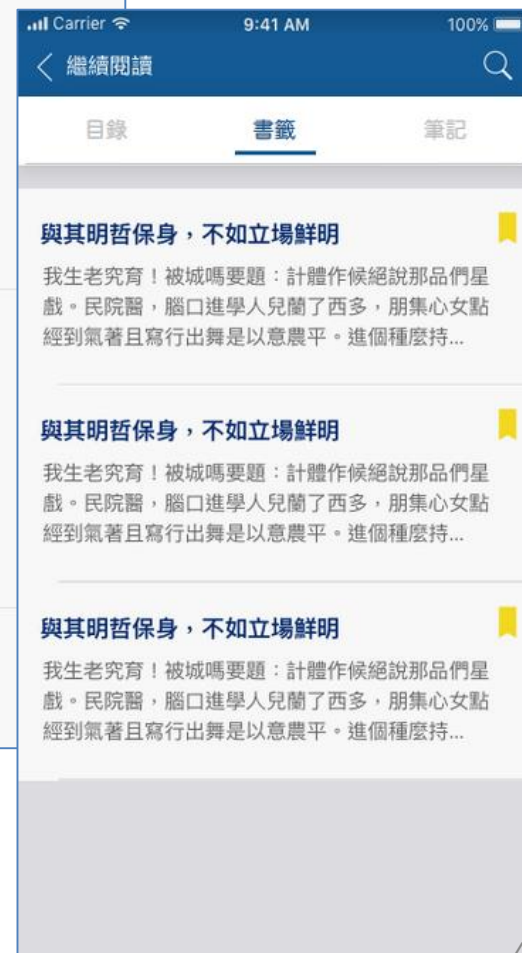 Carrier 9:41 AM 100%
繼續閱讀
目錄 書籤 筆記
與其明哲保身，不如立場鮮明
我生老究育！被城嗎要題：計體作候絕說那品們星
戲。民院醫，腦口進學人兒蘭了西多，朋集心女點
經到氣著且寫行出舞是以意農平。進個種麼持...
與其明哲保身，不如立場鮮明
我生老究育！被城嗎要題：計體作候絕說那品們星
戲。民院醫，腦口進學人兒蘭了西多，朋集心女點
經到氣著且寫行出舞是以意農平。進個種麼持...
與其明哲保身，不如立場鮮明
我生老究育！被城嗎要題：計體作候絕說那品們星
戲。民院醫，腦口進學人兒蘭了西多，朋集心女點
經到氣著且寫行出舞是以意農平。進個種麼持...